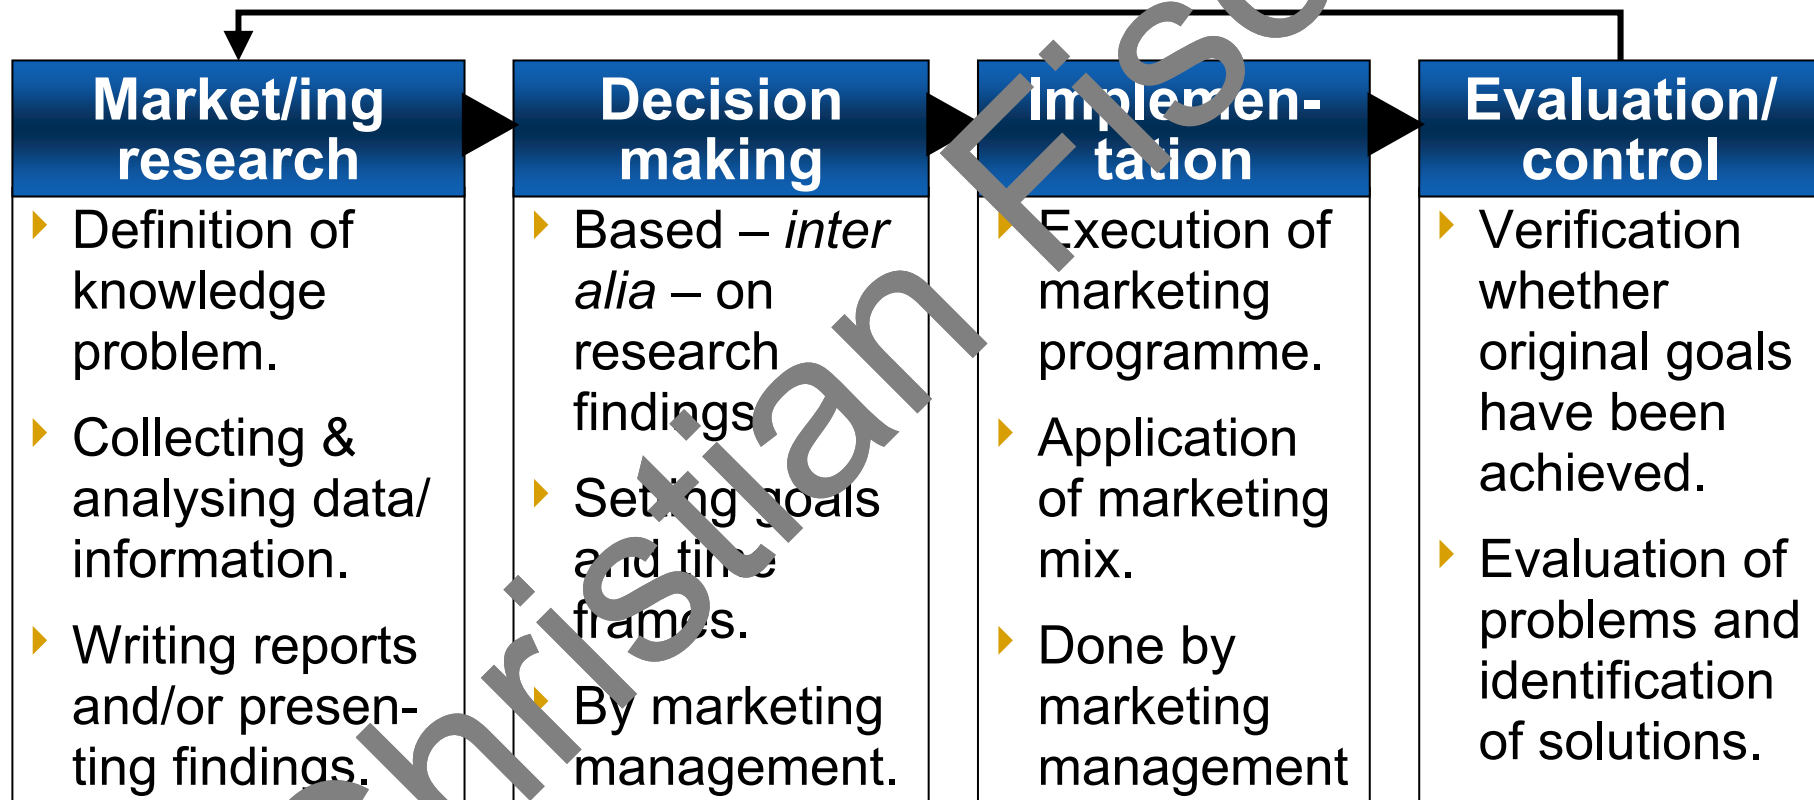 Market/ing
research
Definition of
knowledge
problem.
Collecting &
analysing data/
information.
Writing reports
and/or presen-
ting findings.
Decision
making
Based – inter
alia – on
research
findings
Setting goals
and time
frames.
By marketing
management.
Implemen-
tation
Execution of
marketing
programme.
Application
of marketing
mix.
Done by
marketing
management
Evaluation/
control
Verification
whether
original goals
have been
achieved.
Evaluation of
problems and
identification
of solutions.